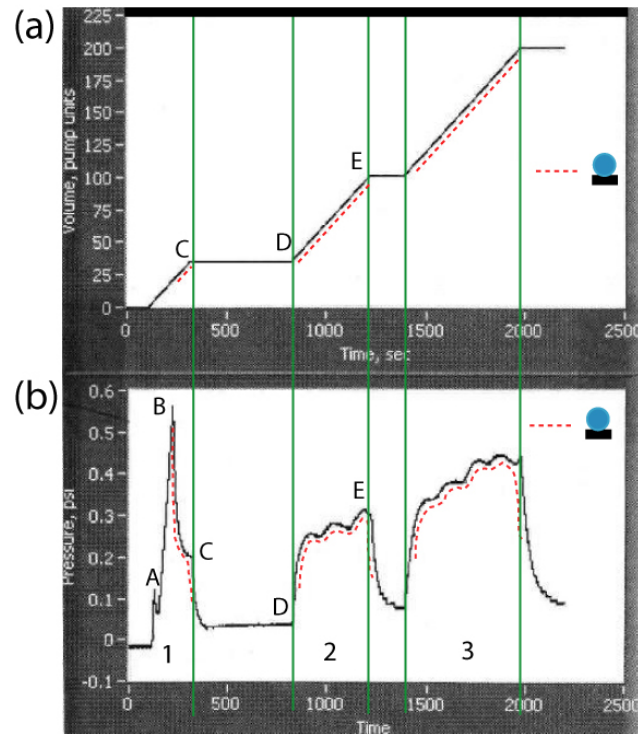 (a)
225
200
175
150
125
100
75
50
25
0
Volume, pump units
C
D
E
0 500 1000 1500 2000 2500
Time, sec
(b)
0.6
0.5
0.4
0.3
0.2
0.1
0
-0.1
Pressure, psi
B
A
C
D
E
1 2 3
0 500 1000 1500 2000 2500
Time